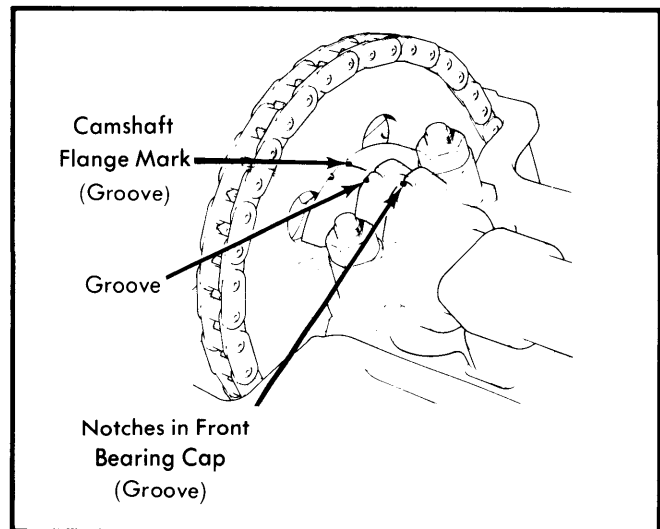 Camshaft
Flange Mark
(Groove)
Groove
Notches in Front
Bearing Cap
(Groove)